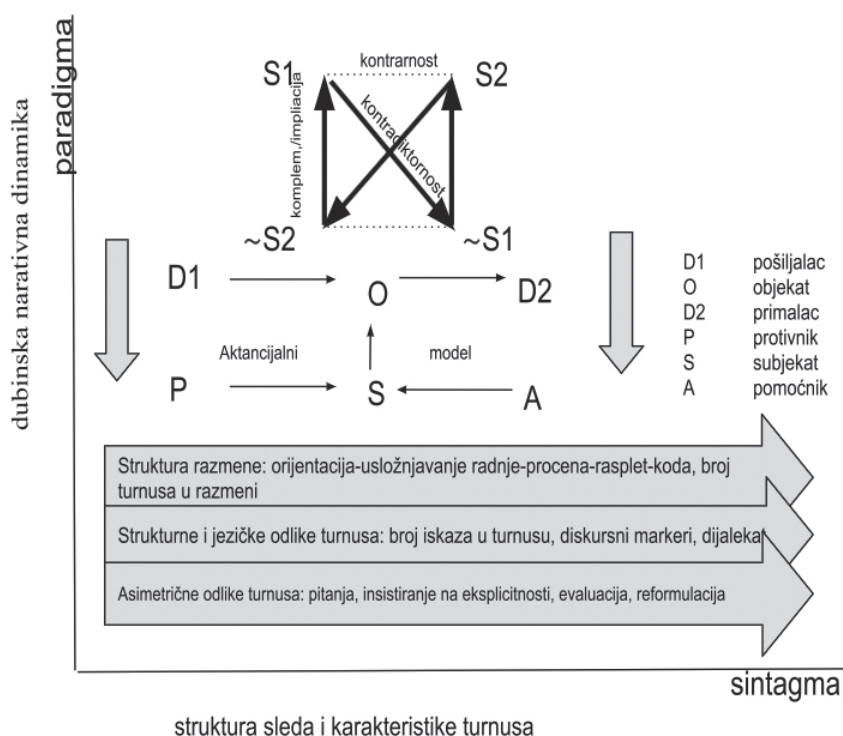 dubinska narativna dinamika
paradigma
kontrarnost
S1
S2
komplem,/impliacija
kontradiktornost
~S2
~S1
D1
O
D2
Aktancijalni
model
P
S
A
D1 pošiljalac
O objekat
D2 primalac
P protivnik
S subjekat
A pomoćnik
Struktura razmene: orijentacija-usložnjavanje radnje-procena-rasplet-koda, broj
turnusa u razmeni
Strukturne i jezičke odlike turnusa: broj iskaza u turnusu, diskursni markeri, dijalekat
Asimetrične odlike turnusa: pitanja, insistiranje na eksplicitnosti, evaluacija, reformulacija
sintagma
struktura sleda i karakteristike turnusa